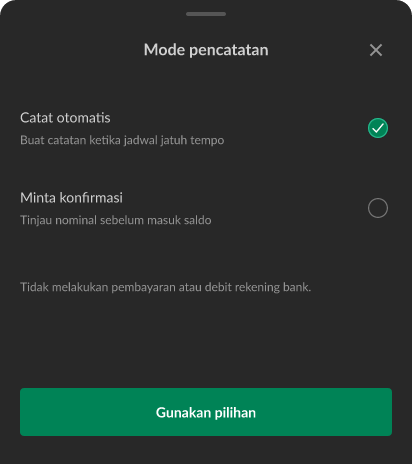 Mode pencatatan
Catat otomatis
Buat catatan ketika jadwal jatuh tempo
Minta konfirmasi
Tinjau nominal sebelum masuk saldo
Tidak melakukan pembayaran atau debit rekening bank.
Gunakan pilihan